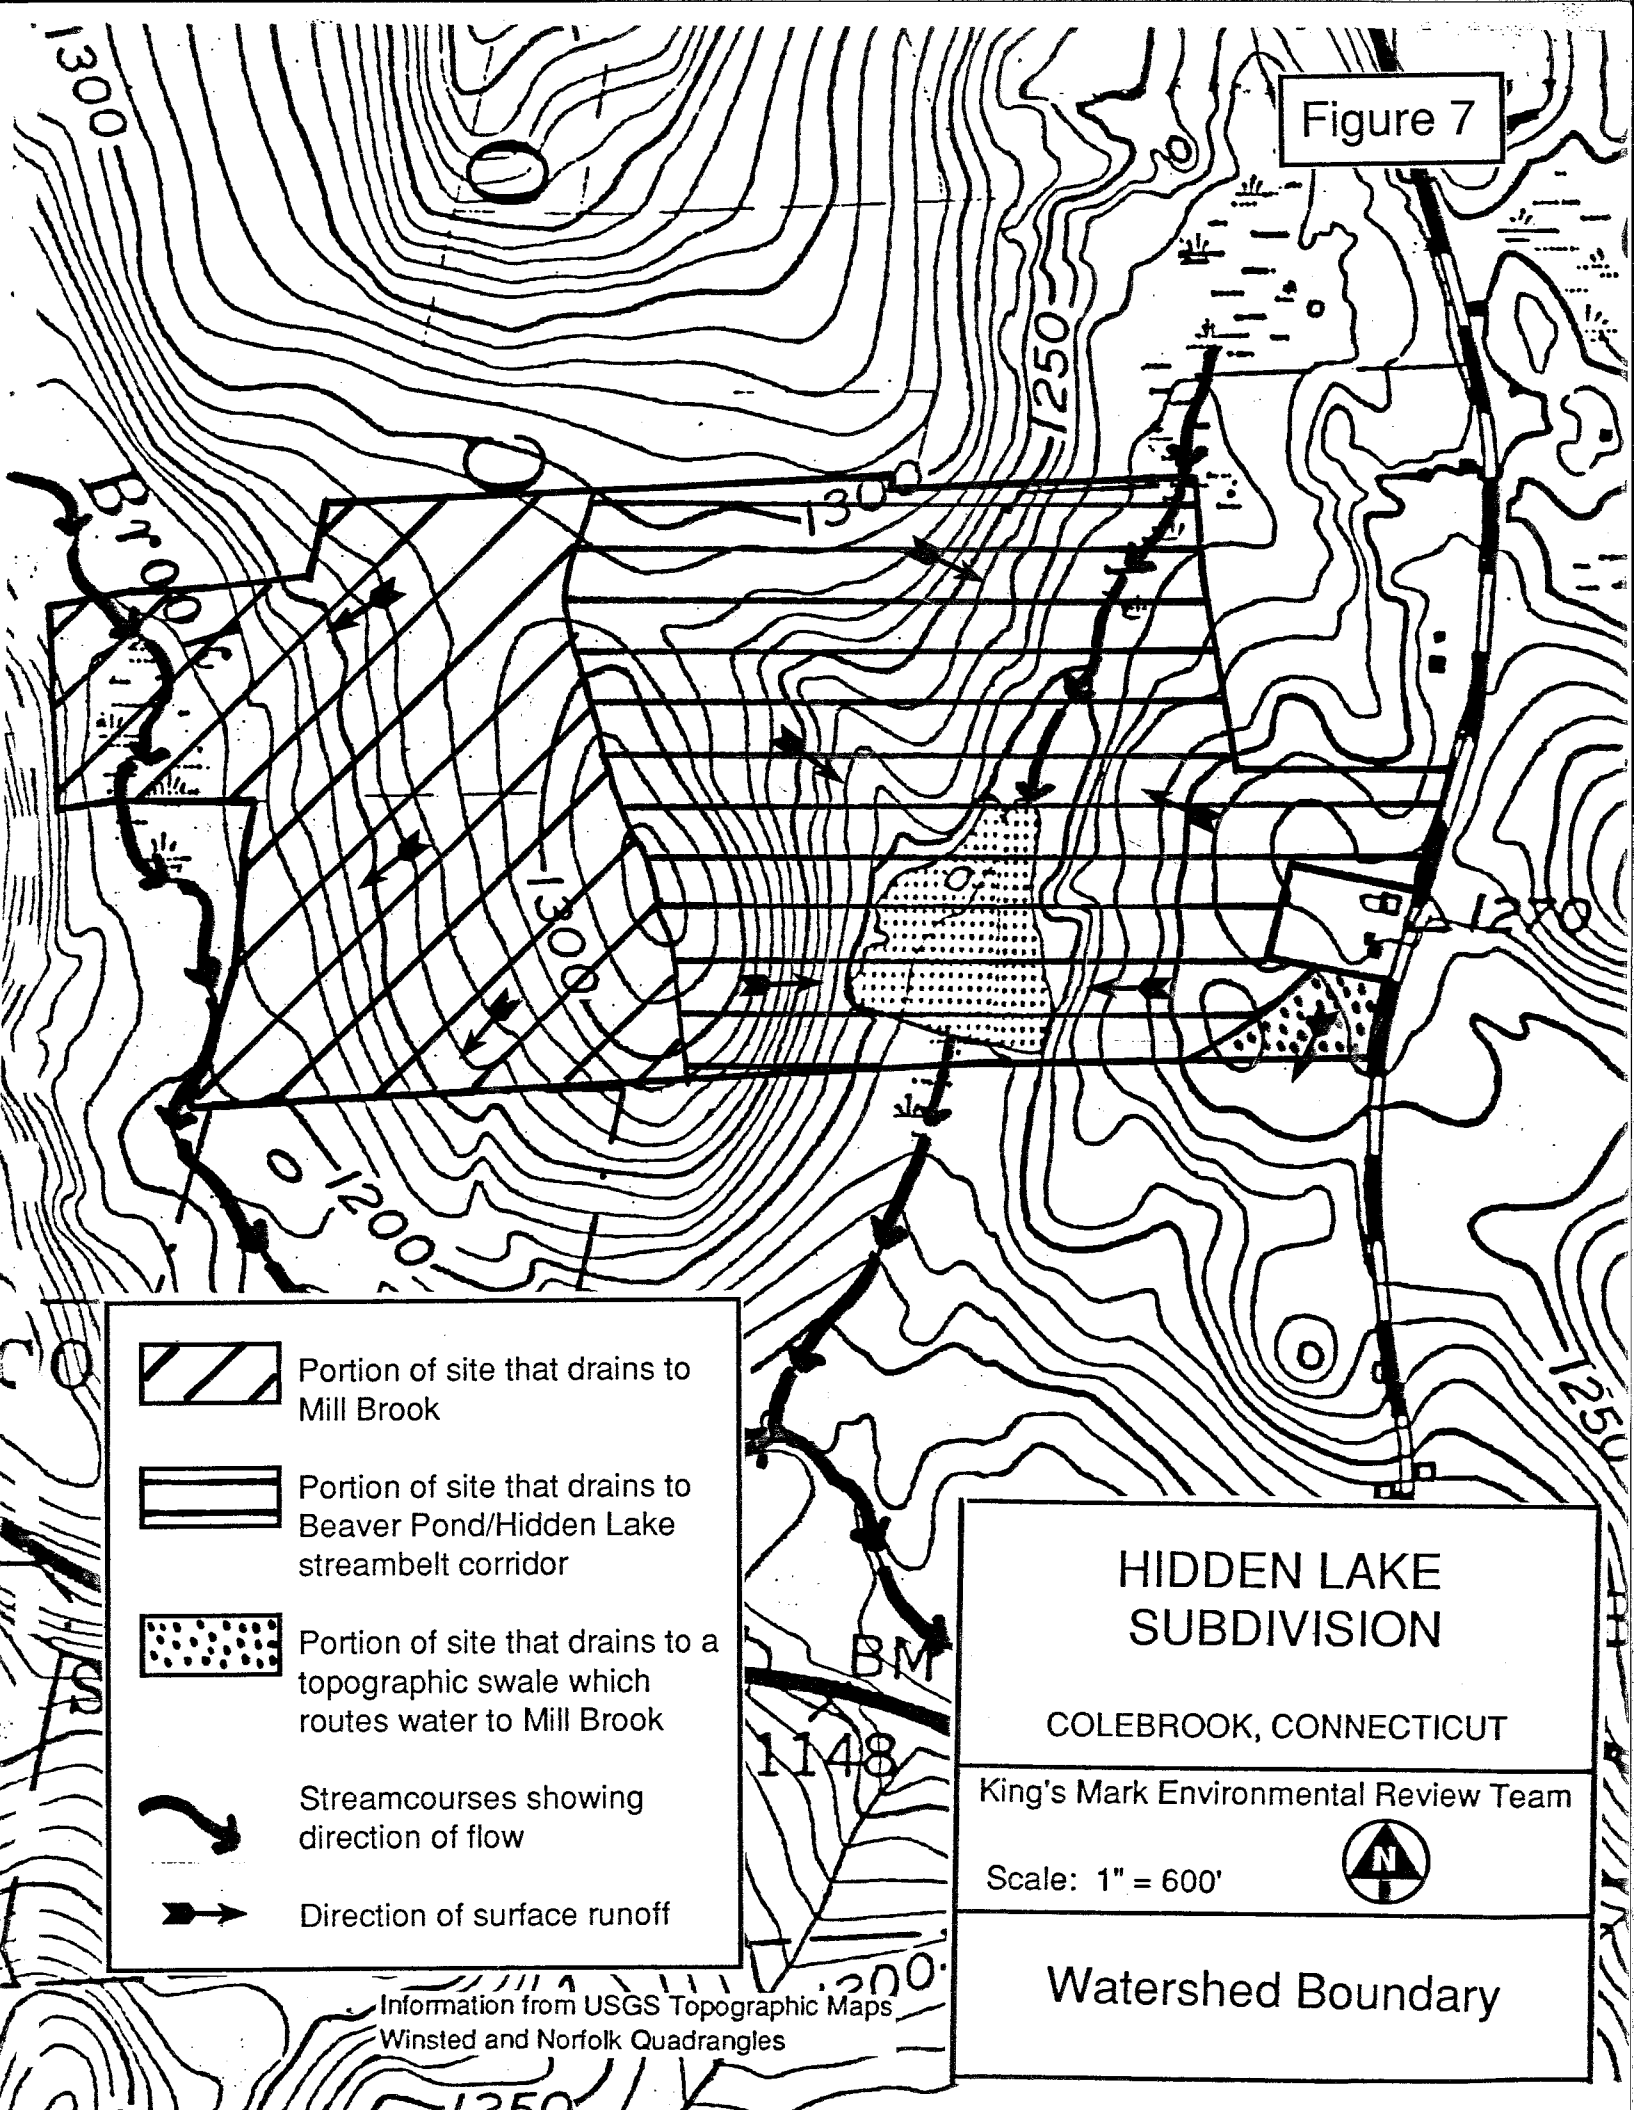 1300
Figure 7
1250
Brook
1300
1300
1270
1200
Portion of site that drains to
Mill Brook
Portion of site that drains to
Beaver Pond/Hidden Lake
streambelt corridor
Portion of site that drains to a
topographic swale which
routes water to Mill Brook
Streamcourses showing
direction of flow
Direction of surface runoff
1250
BM
1148
HIDDEN LAKE
SUBDIVISION
COLEBROOK, CONNECTICUT
King's Mark Environmental Review Team
Scale: 1" = 600'
N
Watershed Boundary
1200
Information from USGS Topographic Maps
Winsted and Norfolk Quadrangles
1250